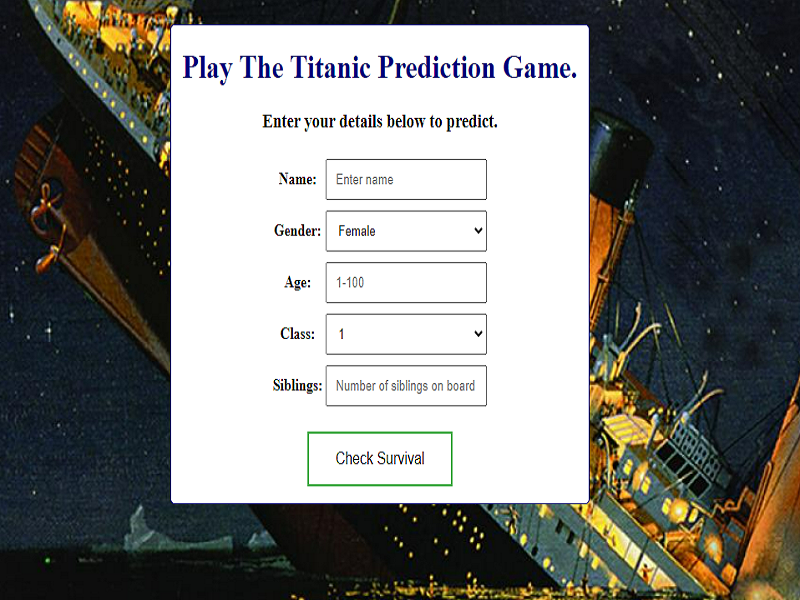 Play The Titanic Prediction Game.
Enter your details below to predict.
Name: Enter name
Gender: Female
Age: 1-100
Class: 1
Siblings: Number of siblings on board
Check Survival